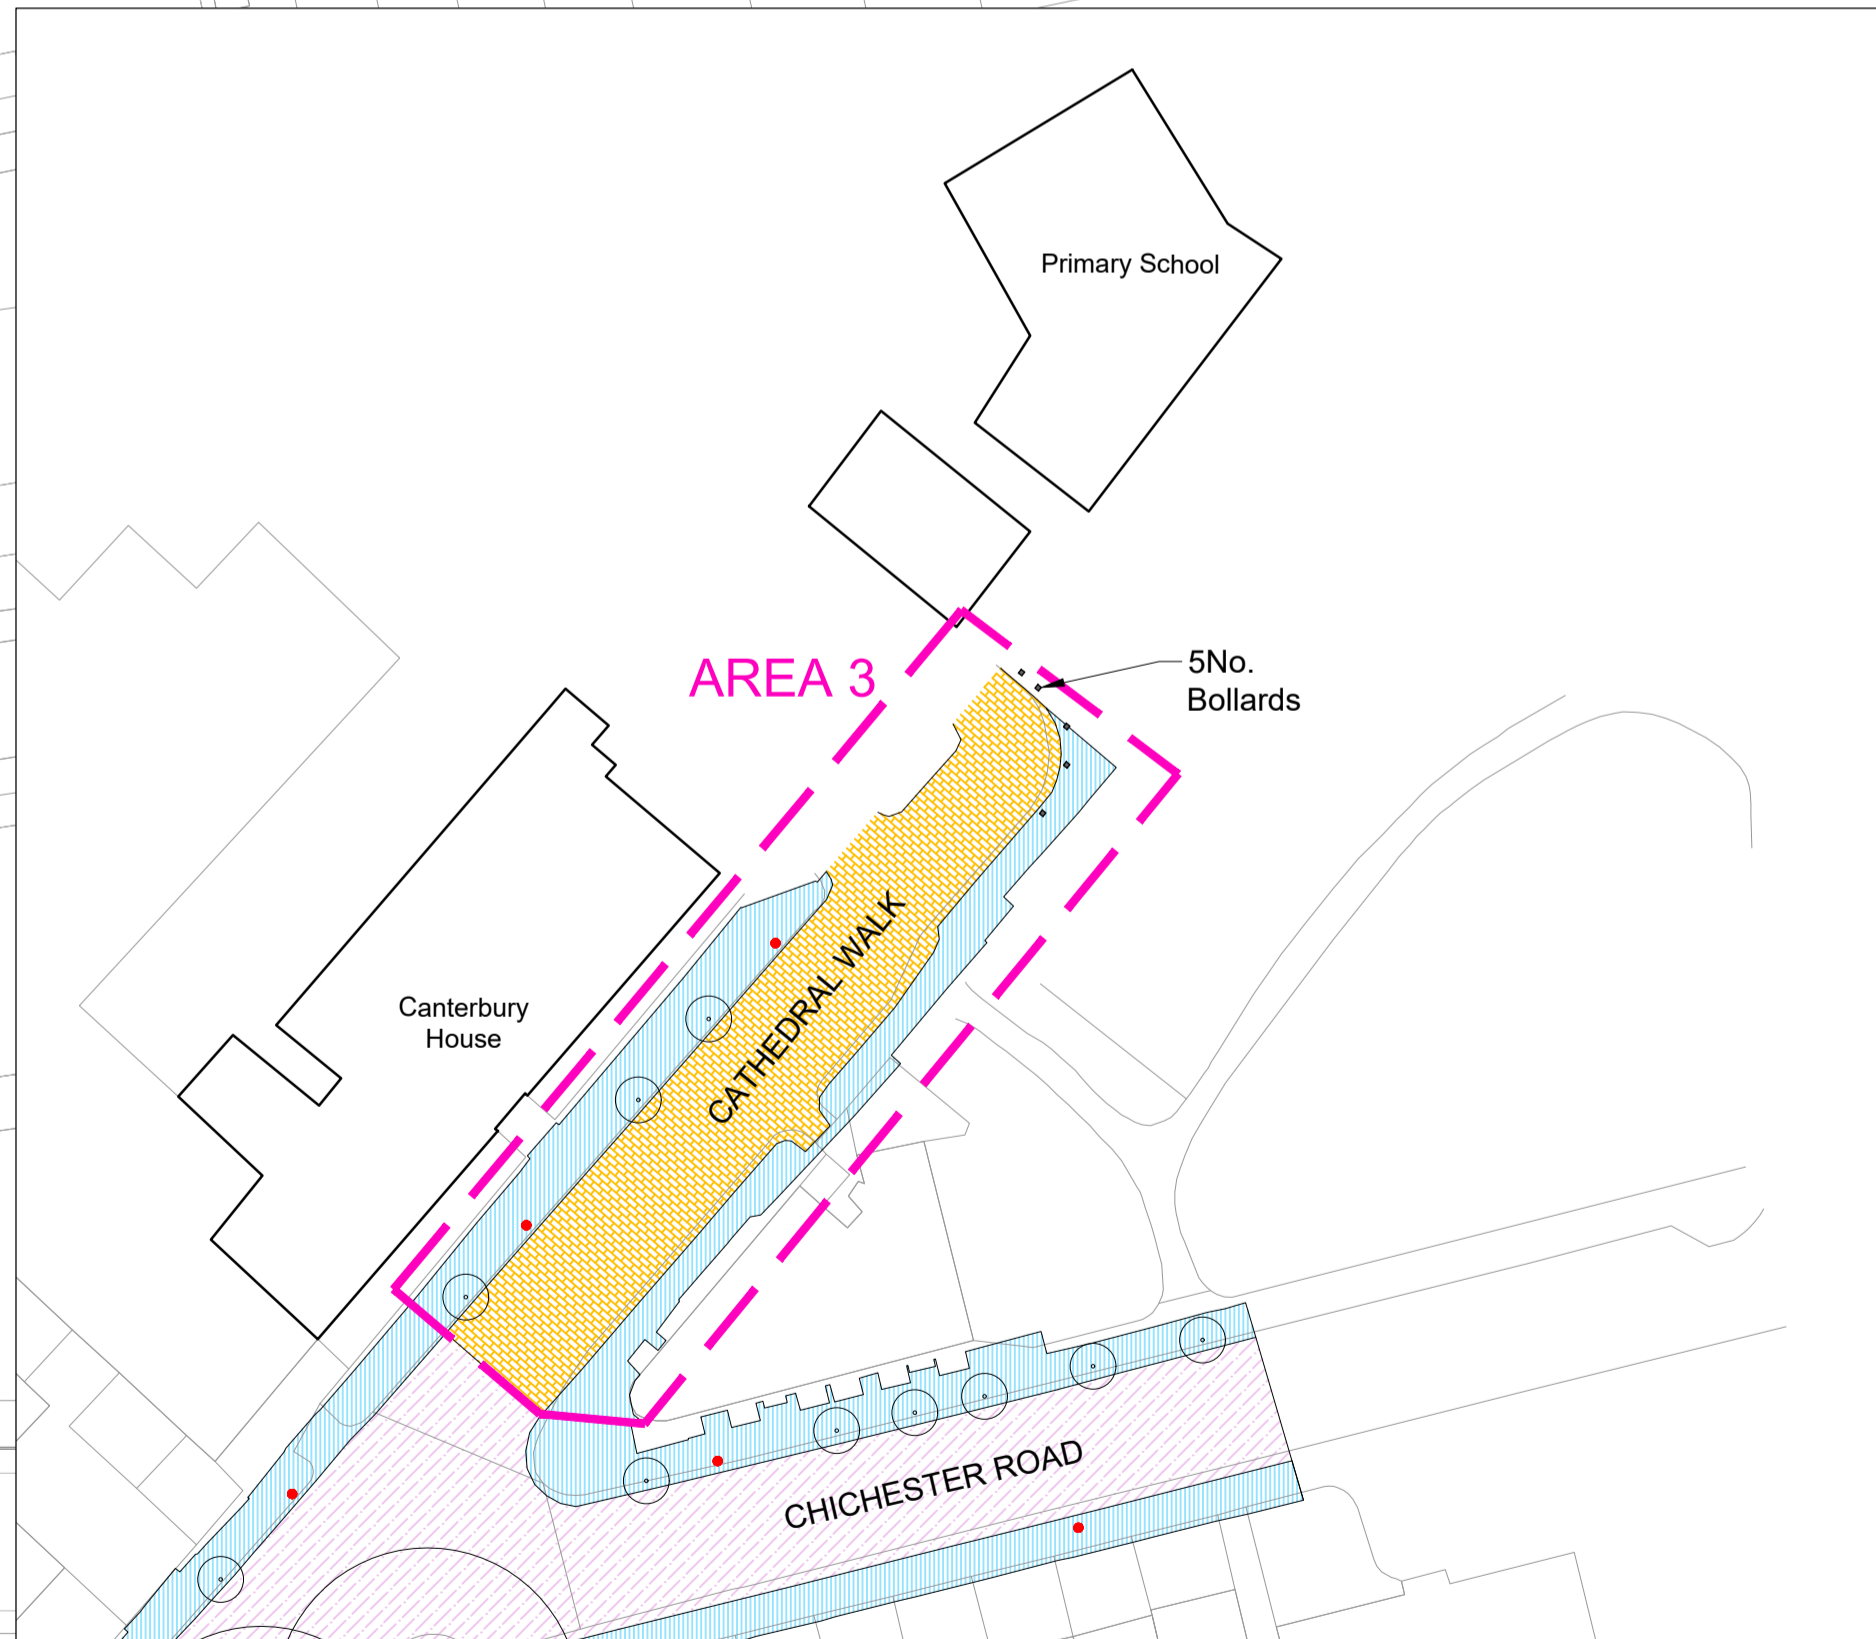 Primary School
5No.
Bollards
AREA 3
CATHEDRAL WALK
Canterbury
House
CHICHESTER ROAD